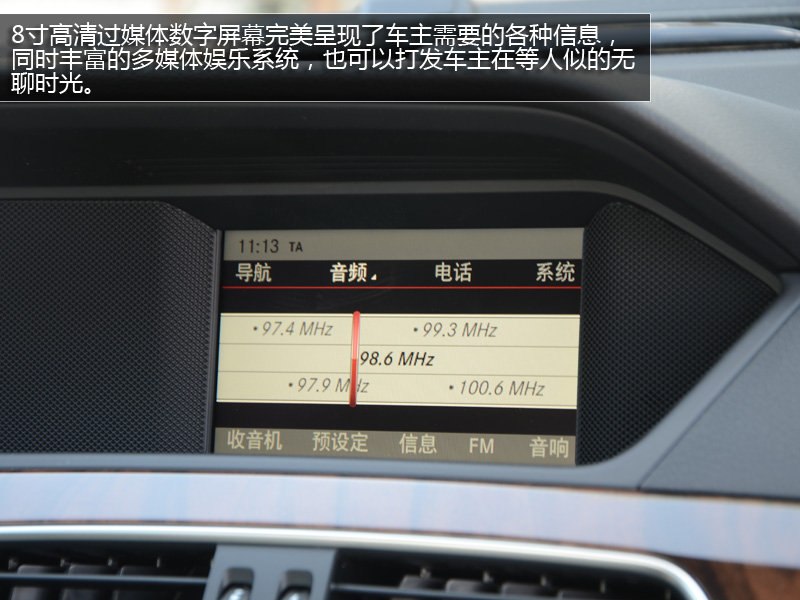 8寸高清过媒体数字屏幕完美呈现了车主需要的各种信息，
同时丰富的多媒体娱乐系统，也可以打发车主在等人似的无
聊时光。
11:13 TA
导航 音频 电话 系统
97.4 MHz 99.3 MHz
98.6 MHz
97.9 MHz 100.6 MHz
收音机 预设定 信息 FM 音响